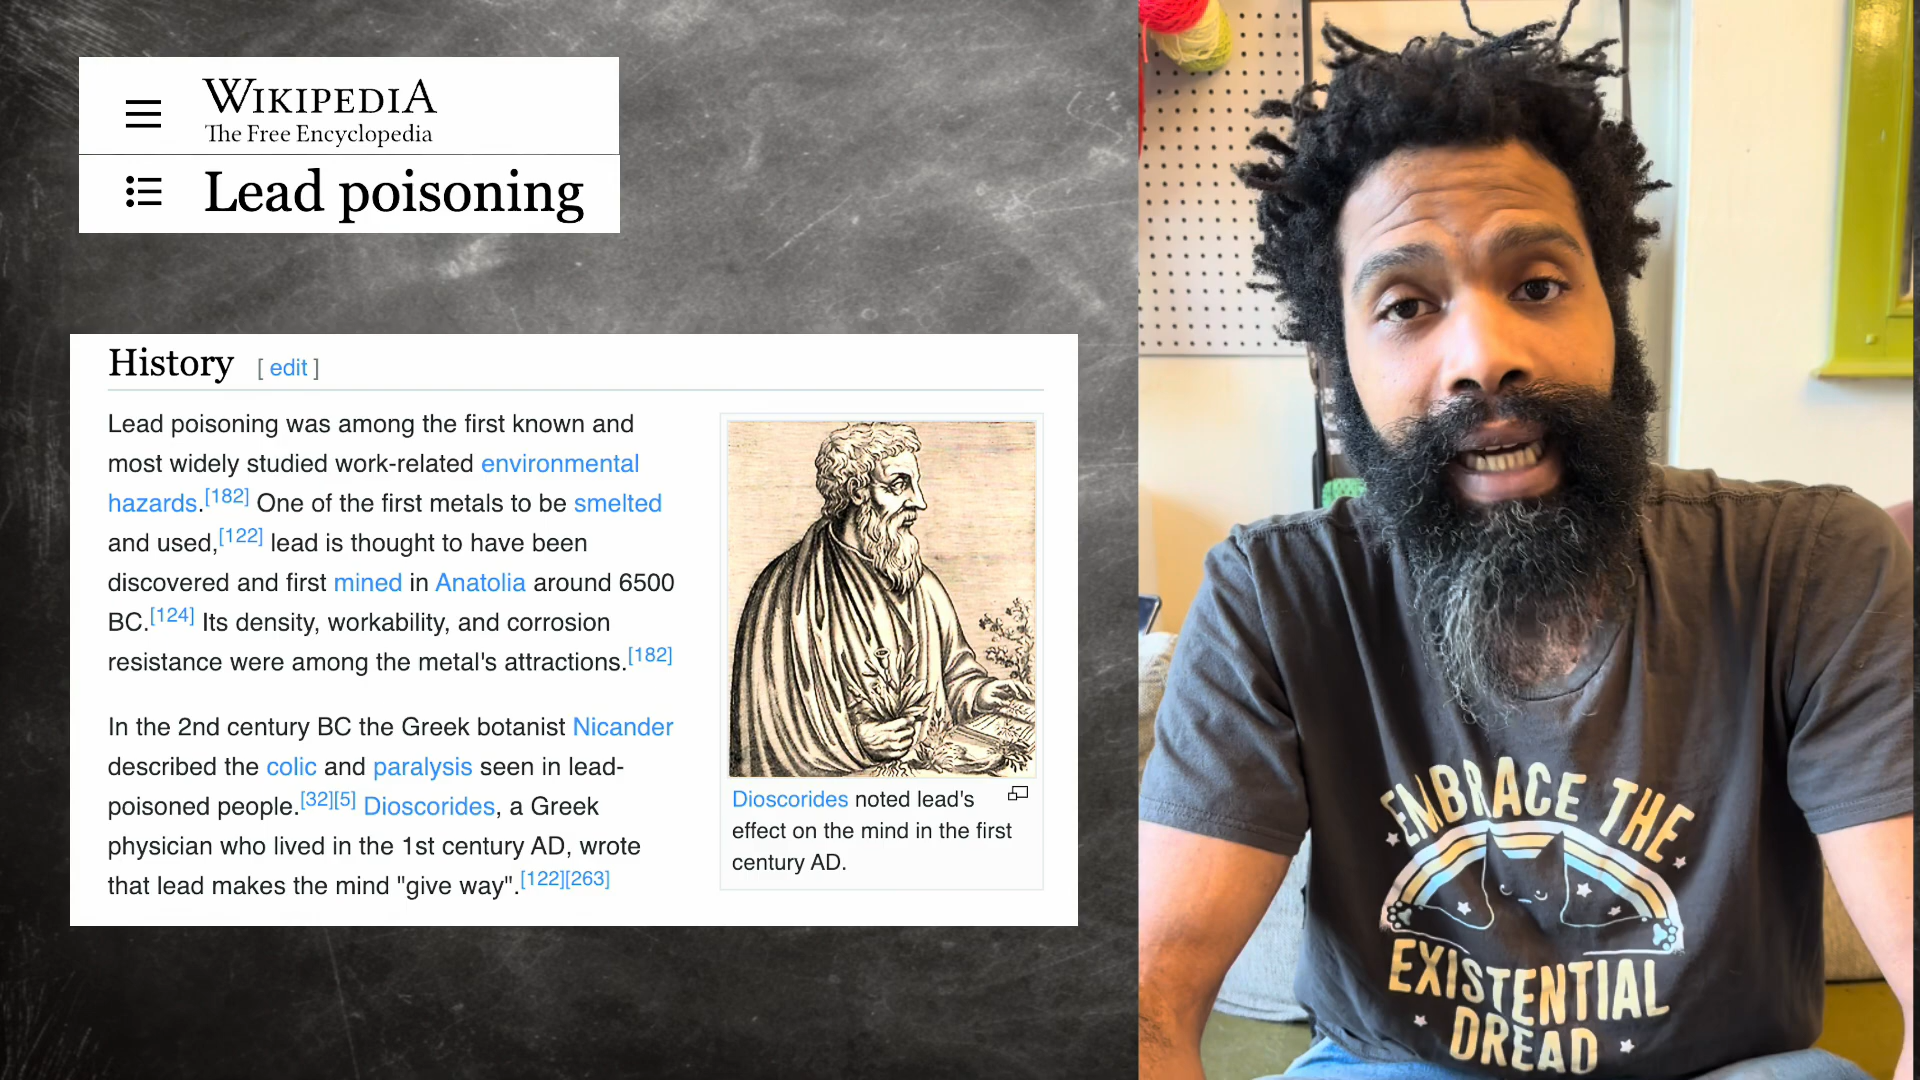 WIKIPEDIA
The Free Encyclopedia
Lead poisoning
History [ edit ]
Lead poisoning was among the first known and
most widely studied work-related environmental
hazards.[182] One of the first metals to be smelted
and used,[122] lead is thought to have been
discovered and first mined in Anatolia around 6500
BC.[124] Its density, workability, and corrosion
resistance were among the metal's attractions.[182]
In the 2nd century BC the Greek botanist Nicander
described the colic and paralysis seen in lead-
poisoned people.[32][5] Dioscorides, a Greek
physician who lived in the 1st century AD, wrote
that lead makes the mind "give way".[122][263]
Dioscorides noted lead's
effect on the mind in the first
century AD.
EMBRACE THE
EXISTENTIAL
DREAD